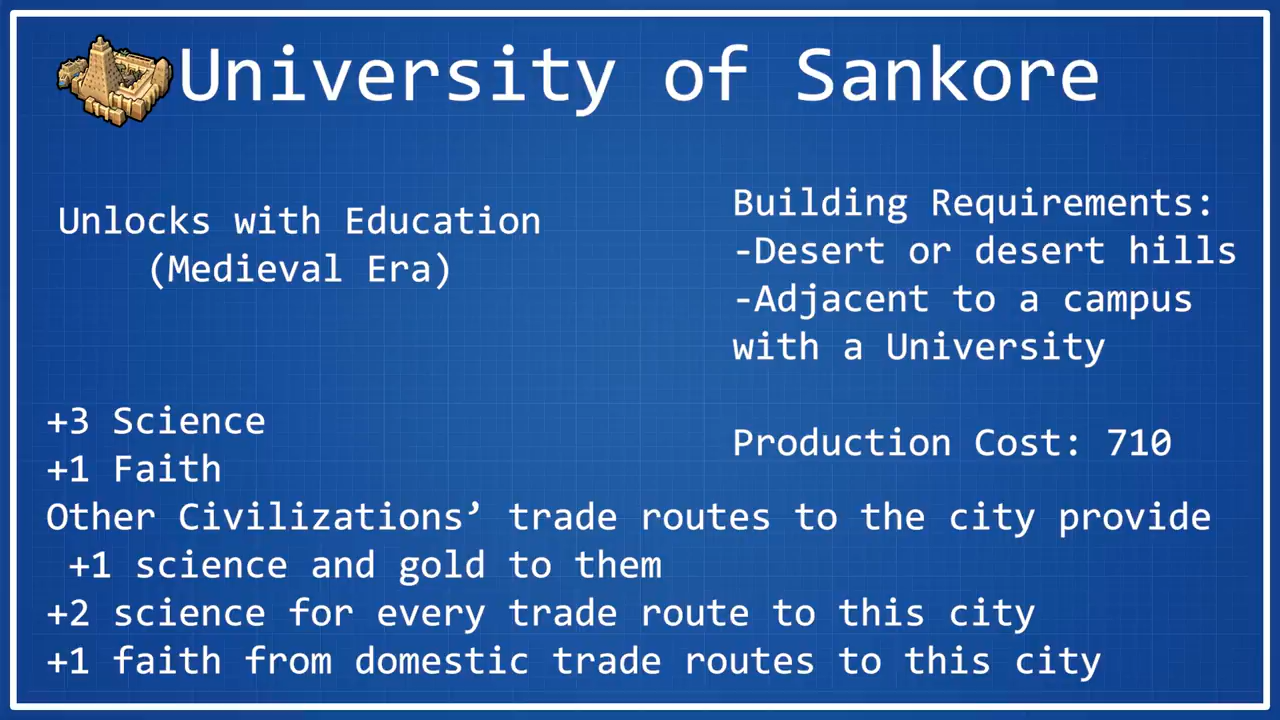 University of Sankore
Unlocks with Education
(Medieval Era)
Building Requirements:
-Desert or desert hills
-Adjacent to a campus
with a University
Production Cost: 710
+3 Science
+1 Faith
Other Civilizations’ trade routes to the city provide
+1 science and gold to them
+2 science for every trade route to this city
+1 faith from domestic trade routes to this city